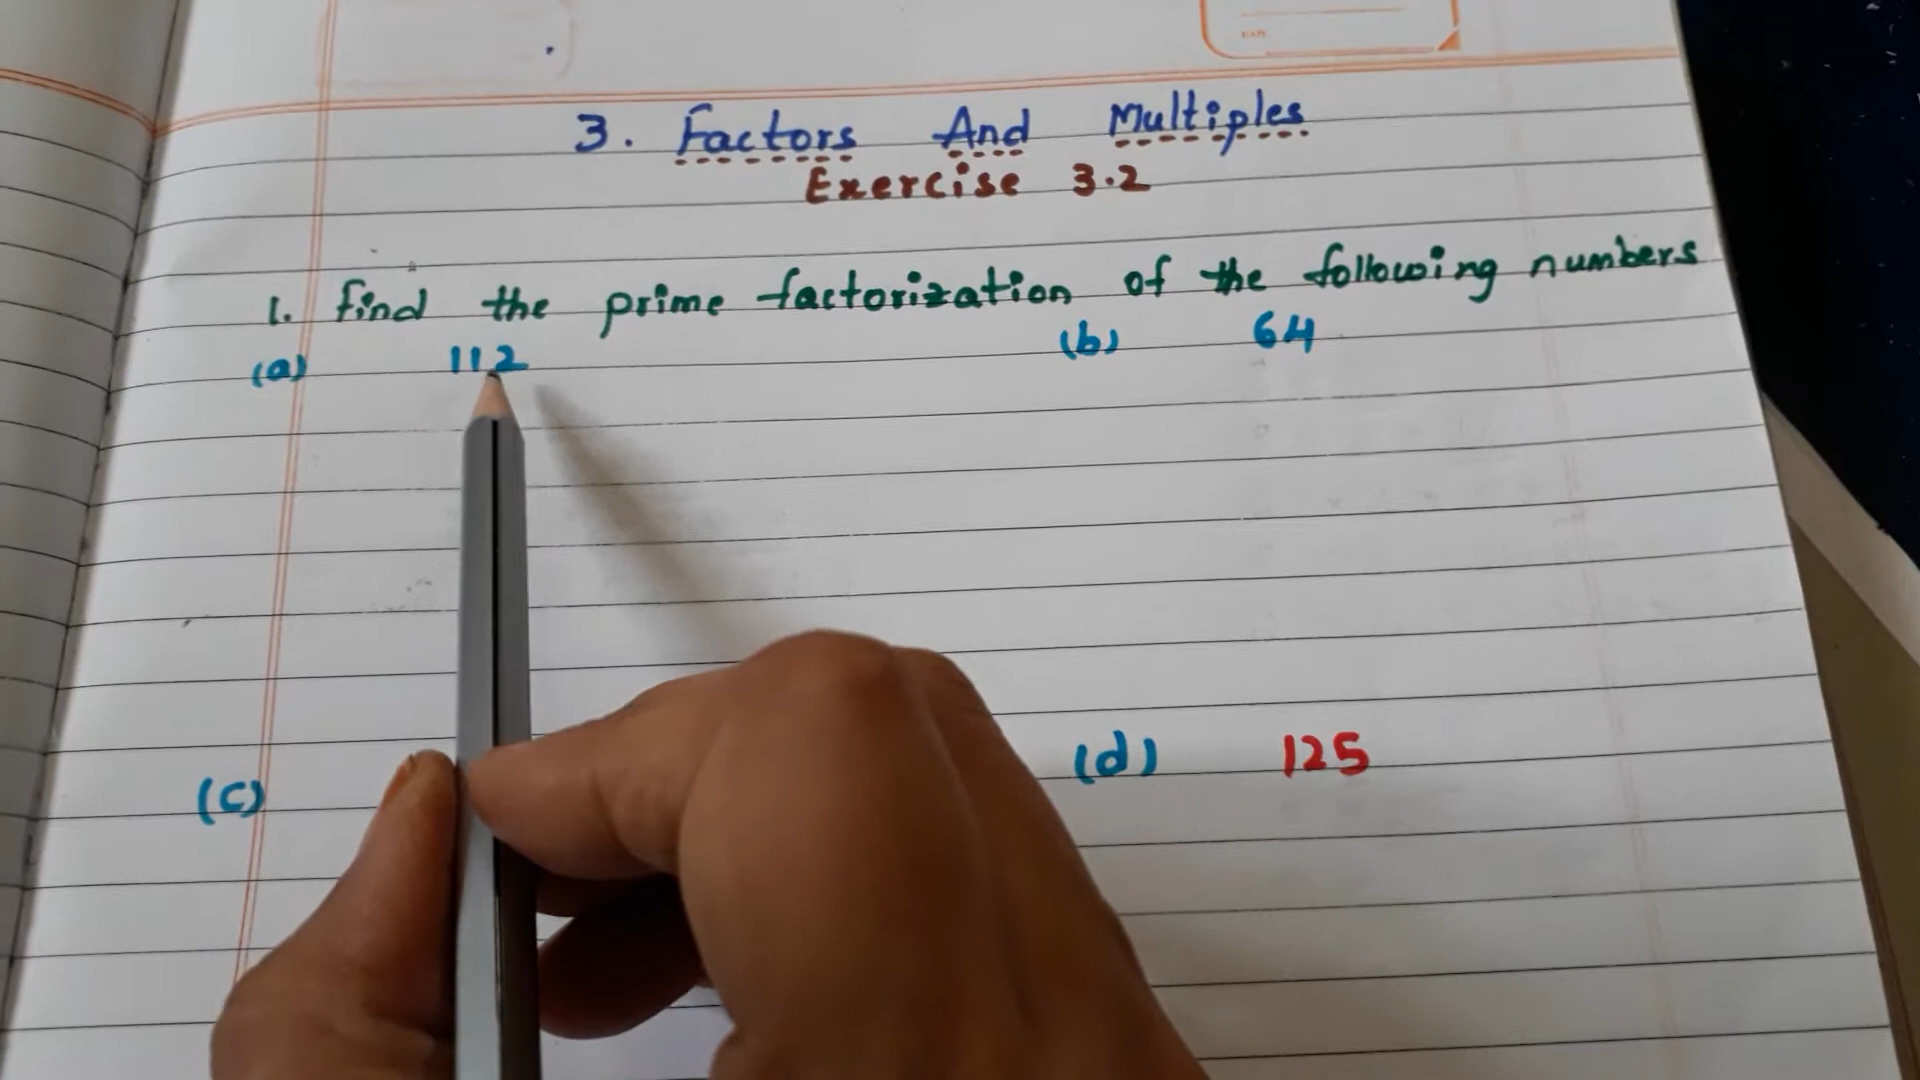 3. Factors And Multiples
Exercise 3.2
1. find the prime factorization of the following numbers
(a) 112 (b) 64
(c) (d) 125